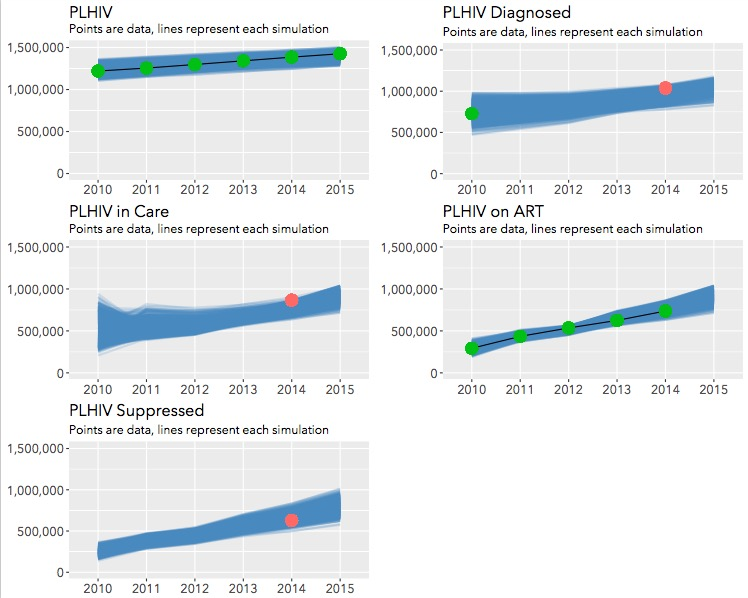 PLHIV
Points are data, lines represent each simulation
1,500,000
1,000,000
500,000
0
2010 2011 2012 2013 2014 2015
PLHIV Diagnosed
Points are data, lines represent each simulation
1,500,000
1,000,000
500,000
0
2010 2011 2012 2013 2014 2015
PLHIV in Care
Points are data, lines represent each simulation
1,500,000
1,000,000
500,000
0
2010 2011 2012 2013 2014 2015
PLHIV on ART
Points are data, lines represent each simulation
1,500,000
1,000,000
500,000
0
2010 2011 2012 2013 2014 2015
PLHIV Suppressed
Points are data, lines represent each simulation
1,500,000
1,000,000
500,000
0
2010 2011 2012 2013 2014 2015